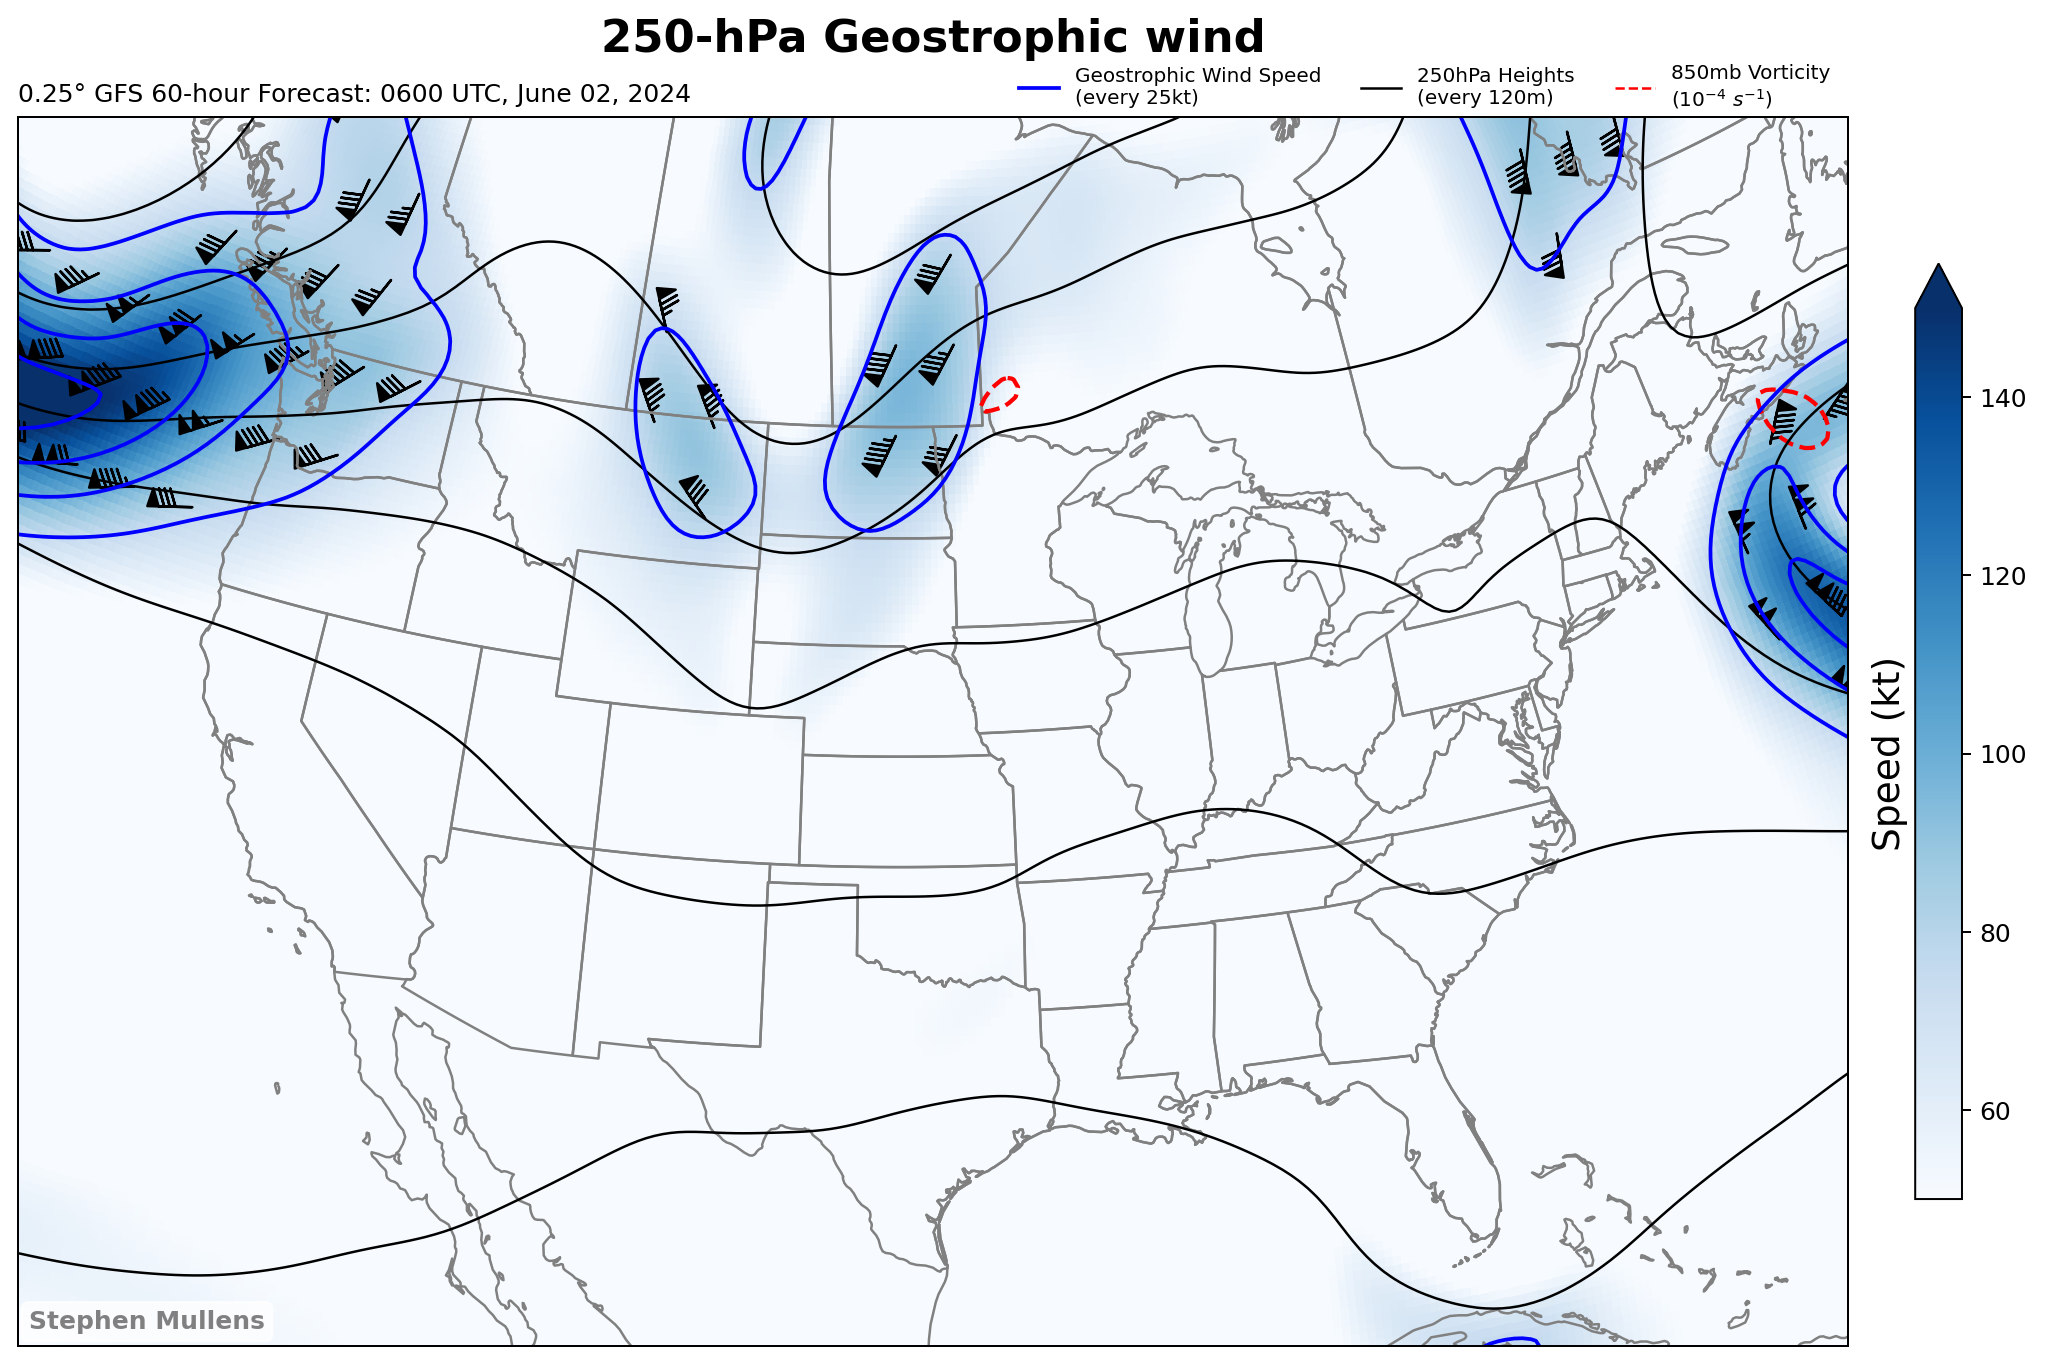 250-hPa Geostrophic wind
0.25° GFS 60-hour Forecast: 0600 UTC, June 02, 2024
Geostrophic Wind Speed
(every 25kt)
250hPa Heights
(every 120m)
850mb Vorticity
(10⁻⁴ s⁻¹)
140
120
100
80
60
Speed (kt)
Stephen Mullens